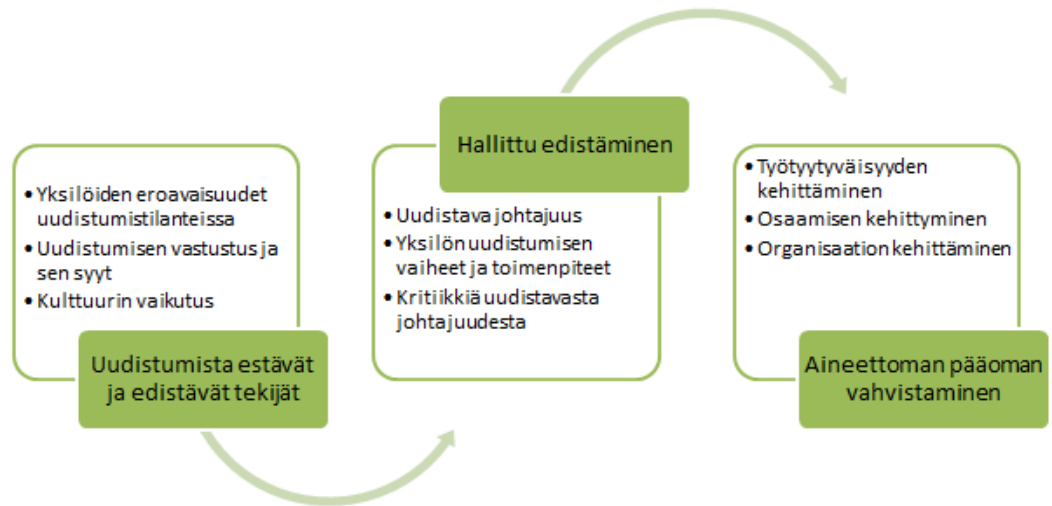 • Yksilöiden eroavaisuudet
uudistumistilanteissa
• Uudistumisen vastustus ja
sen syyt
• Kulttuurin vaikutus
Uudistumista estävät
ja edistävät tekijät
Hallittu edistäminen
• Uudistava johtajuus
• Yksilön uudistumisen
vaiheet ja toimenpiteet
• Kritiikkiä uudistavasta
johtajuudesta
• Työtyytyväisyyden
kehittäminen
• Osaamisen kehittyminen
• Organisaation kehittäminen
Aineettoman pääoman
vahvistaminen